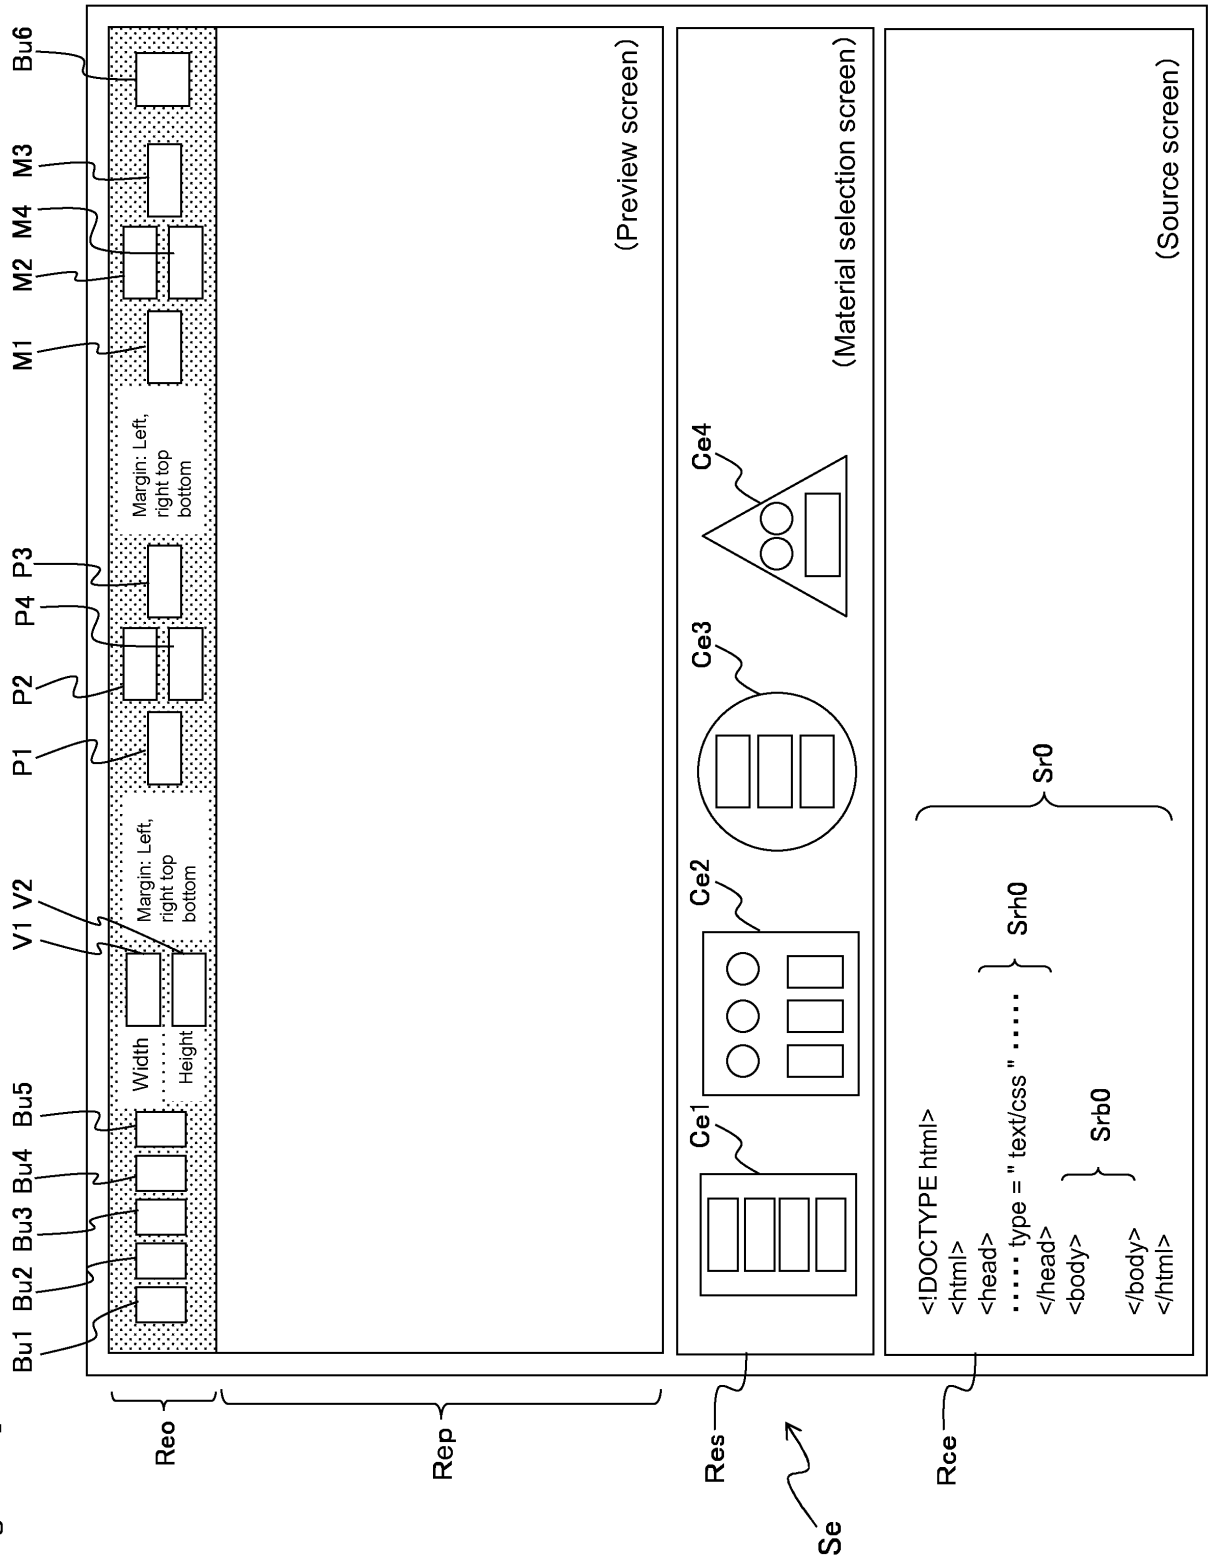 Bu1
Bu2
Bu3
Bu4
Bu5
V1
V2
P1
P2
P4
P3
M1
M2
M4
M3
Bu6
Reo
Width
Height
Margin: Left,
right top
bottom
Margin: Left,
right top
bottom
Rep
(Preview screen)
Res
Ce1
Ce2
Ce3
Ce4
(Material selection screen)
Se
Rce
<!DOCTYPE html>
<html>
<head>
..... type = " text/css " .....
</head>
<body>
</body>
</html>
Srh0
Srb0
Sr0
(Source screen)